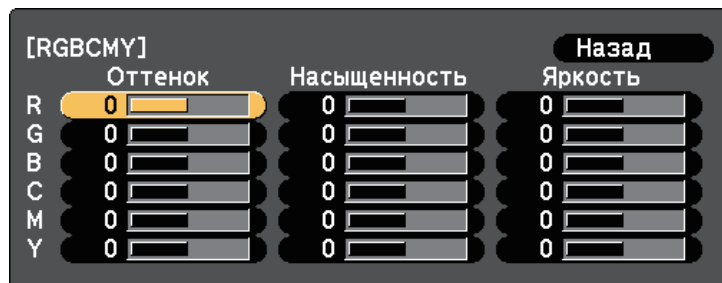 [RGBCMY] Назад
Оттенок Насыщенность Яркость
R 0 0 0
G 0 0 0
B 0 0 0
C 0 0 0
M 0 0 0
Y 0 0 0